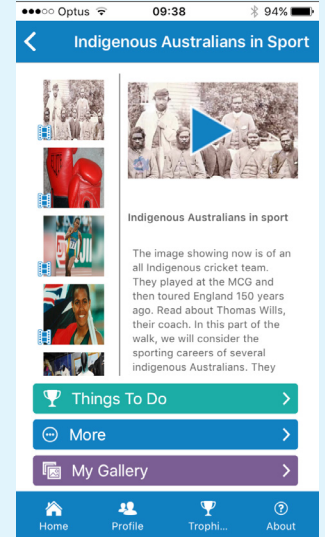 Optus 09:38 94%
Indigenous Australians in Sport
Indigenous Australians in sport
The image showing now is of an
all Indigenous cricket team.
They played at the MCG and
then toured England 150 years
ago. Read about Thomas Wills,
their coach. In this part of the
walk, we will consider the
sporting careers of several
indigenous Australians. They
Things To Do
More
My Gallery
Home Profile Trophi... About